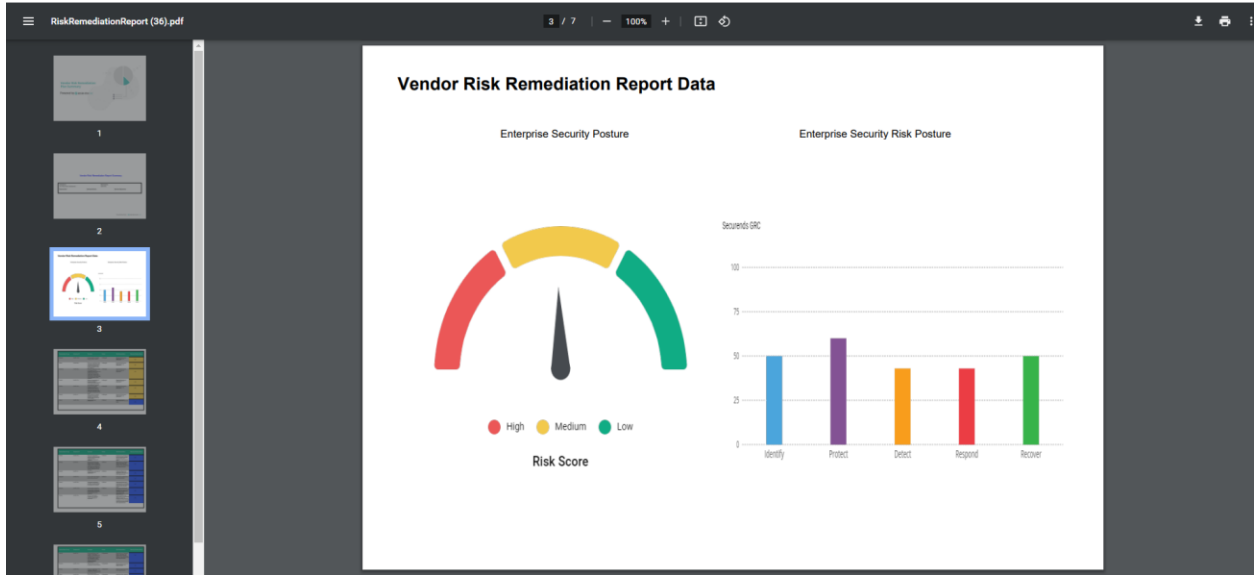 RiskRemediationReport (36).pdf
3 / 7
100%
1
2
3
4
5
Vendor Risk Remediation Report Data
Enterprise Security Posture
Enterprise Security Risk Posture
High Medium Low
Risk Score
Securends GRC
100
75
50
25
0
Identify Protect Detect Respond Recover